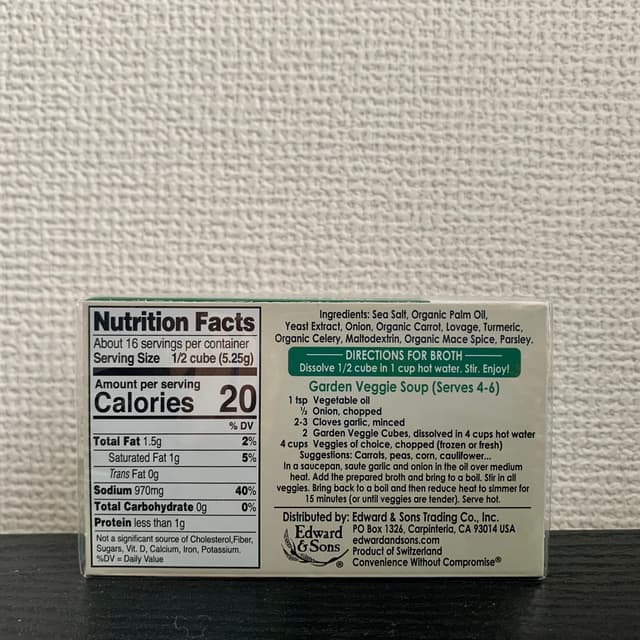 Nutrition Facts
About 16 servings per container
Serving Size 1/2 cube (5.25g)
Amount per serving
Calories 20
% DV
Total Fat 1.5g 2%
Saturated Fat 1g 5%
Trans Fat 0g
Sodium 970mg 40%
Total Carbohydrate 0g 0%
Protein less than 1g
Not a significant source of Cholesterol,Fiber,
Sugars, Vit. D, Calcium, Iron, Potassium.
%DV = Daily Value
Ingredients: Sea Salt, Organic Palm Oil,
Yeast Extract, Onion, Organic Carrot, Lovage, Turmeric,
Organic Celery, Maltodextrin, Organic Mace Spice, Parsley.
DIRECTIONS FOR BROTH
Dissolve 1/2 cube in 1 cup hot water. Stir. Enjoy!
Garden Veggie Soup (Serves 4-6)
1 tsp Vegetable oil
½ Onion, chopped
2-3 Cloves garlic, minced
2 Garden Veggie Cubes, dissolved in 4 cups hot water
4 cups Veggies of choice, chopped (frozen or fresh)
Suggestions: Carrots, peas, corn, cauliflower...
In a saucepan, saute garlic and onion in the oil over medium
heat. Add the prepared broth and bring to a boil. Stir in all
veggies. Bring back to a boil and then reduce heat to simmer for
15 minutes (or until veggies are tender). Serve hot.
Distributed by: Edward & Sons Trading Co., Inc.
PO Box 1326, Carpinteria, CA 93014 USA
edwardandsons.com
Product of Switzerland
Convenience Without Compromise®
Edward
& Sons®